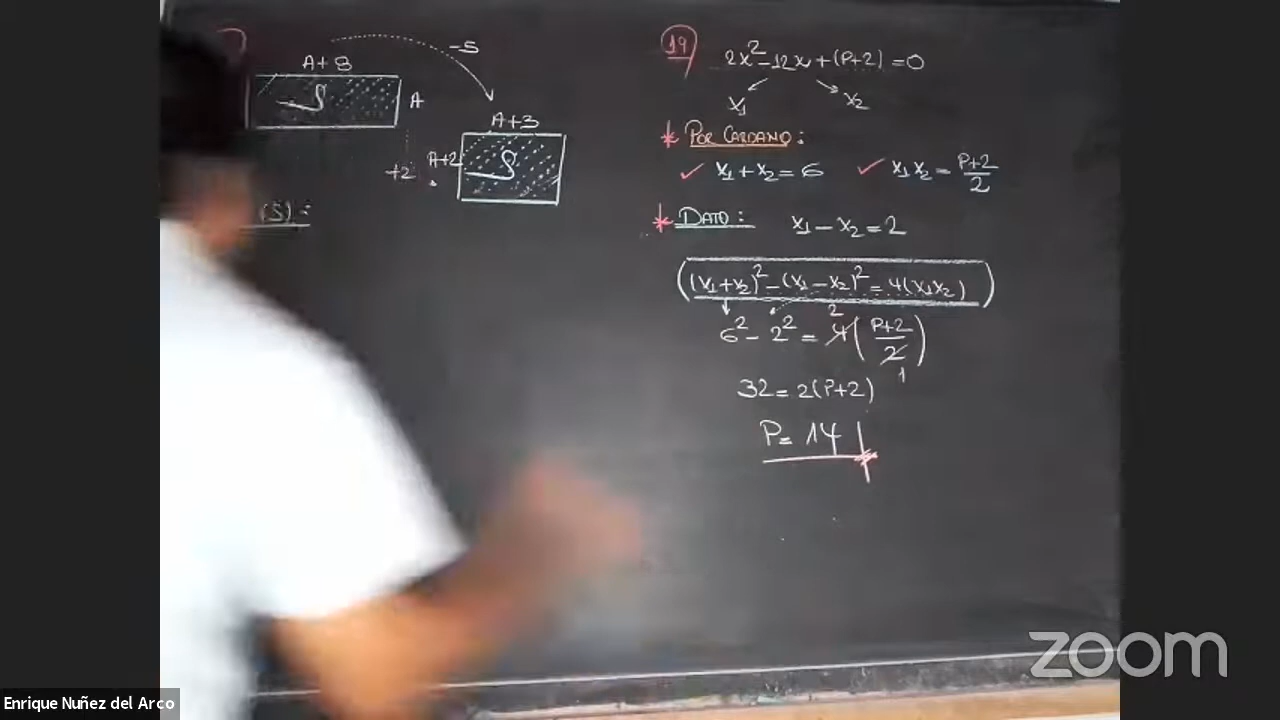 A+8
-5
S
A
A+3
+2
A+2
S
(S):
19
2x²-12x+(P+2)=0
x₁ x₂
* POR CARDANO:
✓ x₁+x₂=6 ✓ x₁x₂=P+2/2
* DATO: x₁-x₂=2
((x₁+x₂)²-(x₁-x₂)²=4(x₁x₂))
6²-2²=4(P+2/2)
2
1
32=2(P+2)
P=14
zoom
Enrique Nuñez del Arco